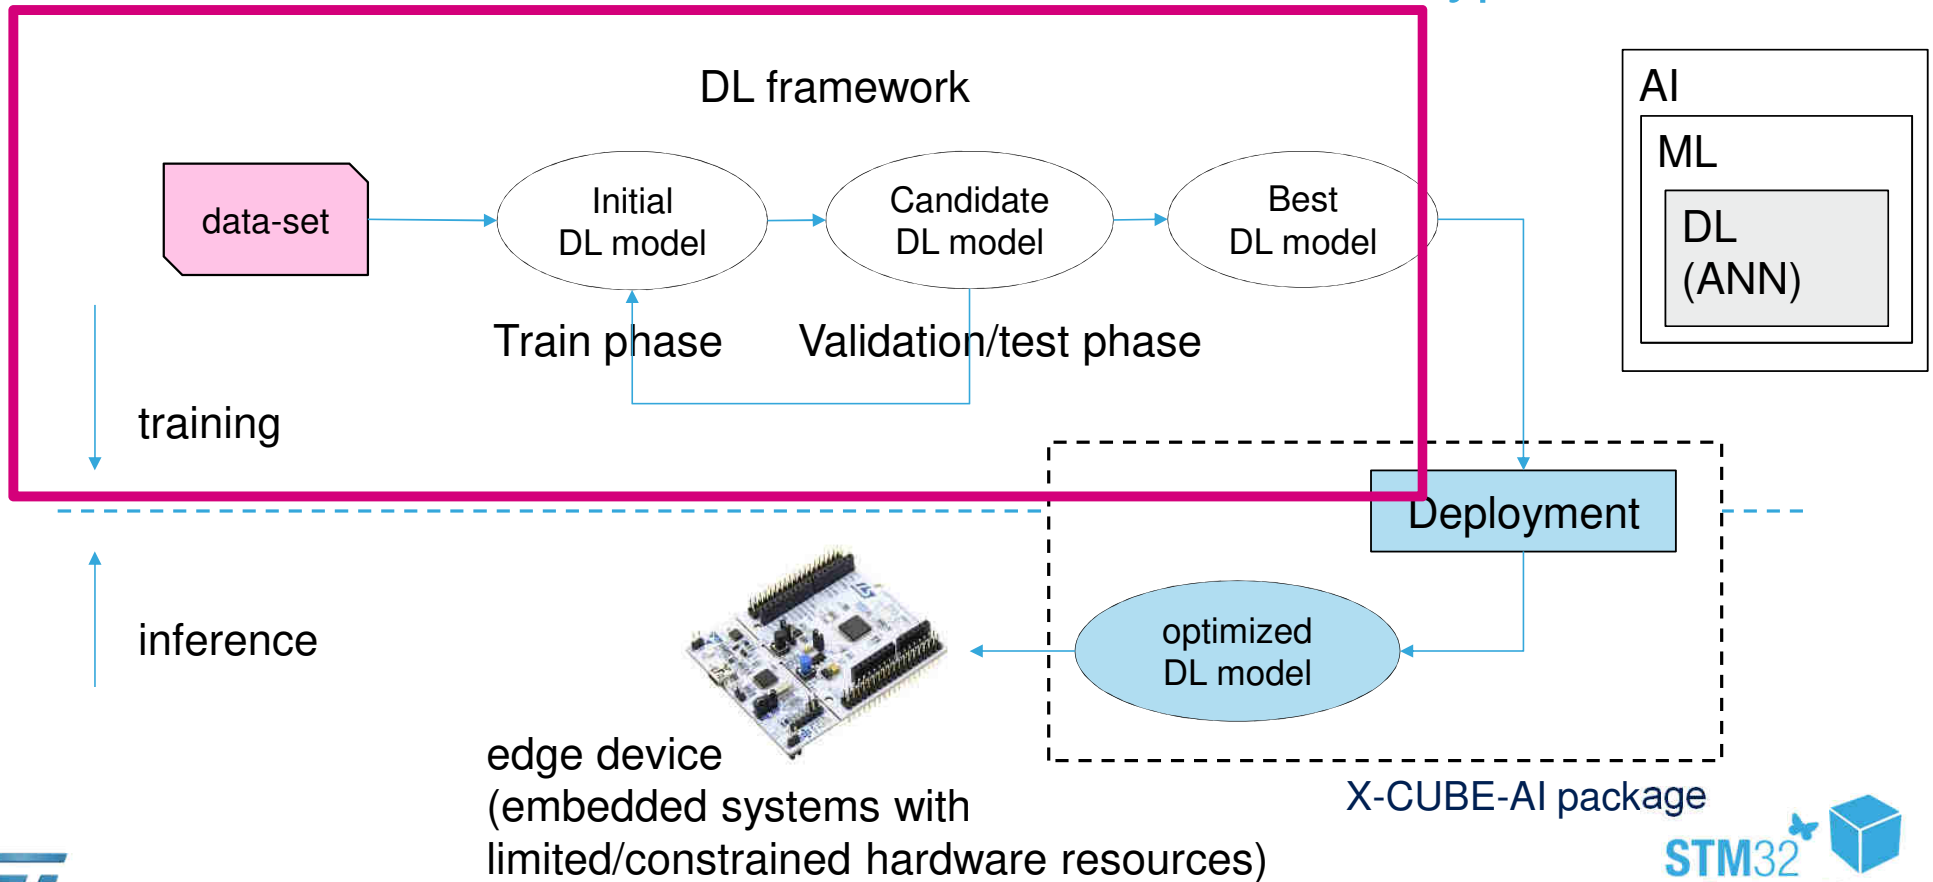 DL framework
AI
ML
DL
(ANN)
data-set
Initial
DL model
Candidate
DL model
Best
DL model
Train phase
Validation/test phase
training
Deployment
inference
optimized
DL model
edge device
(embedded systems with
limited/constrained hardware resources)
X-CUBE-AI package
STM32